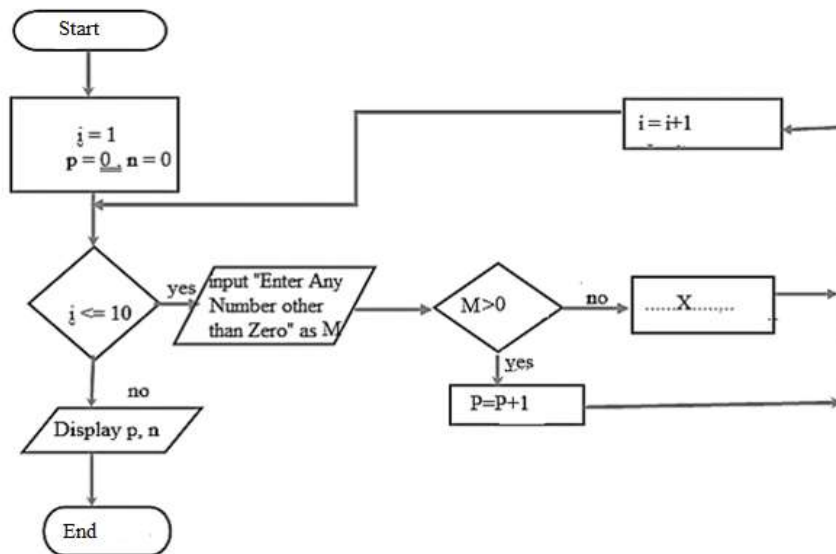 Start
i = 1
p = 0 , n = 0
i = i+1
i <= 10
yes
input "Enter Any
Number other
than Zero" as M
M>0
no
........X........
yes
P=P+1
no
Display p, n
End